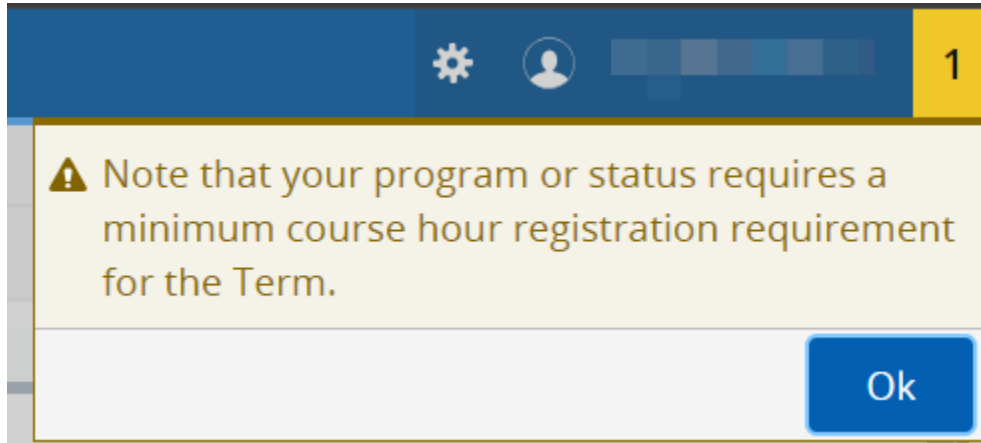 1
Note that your program or status requires a
minimum course hour registration requirement
for the Term.
Ok